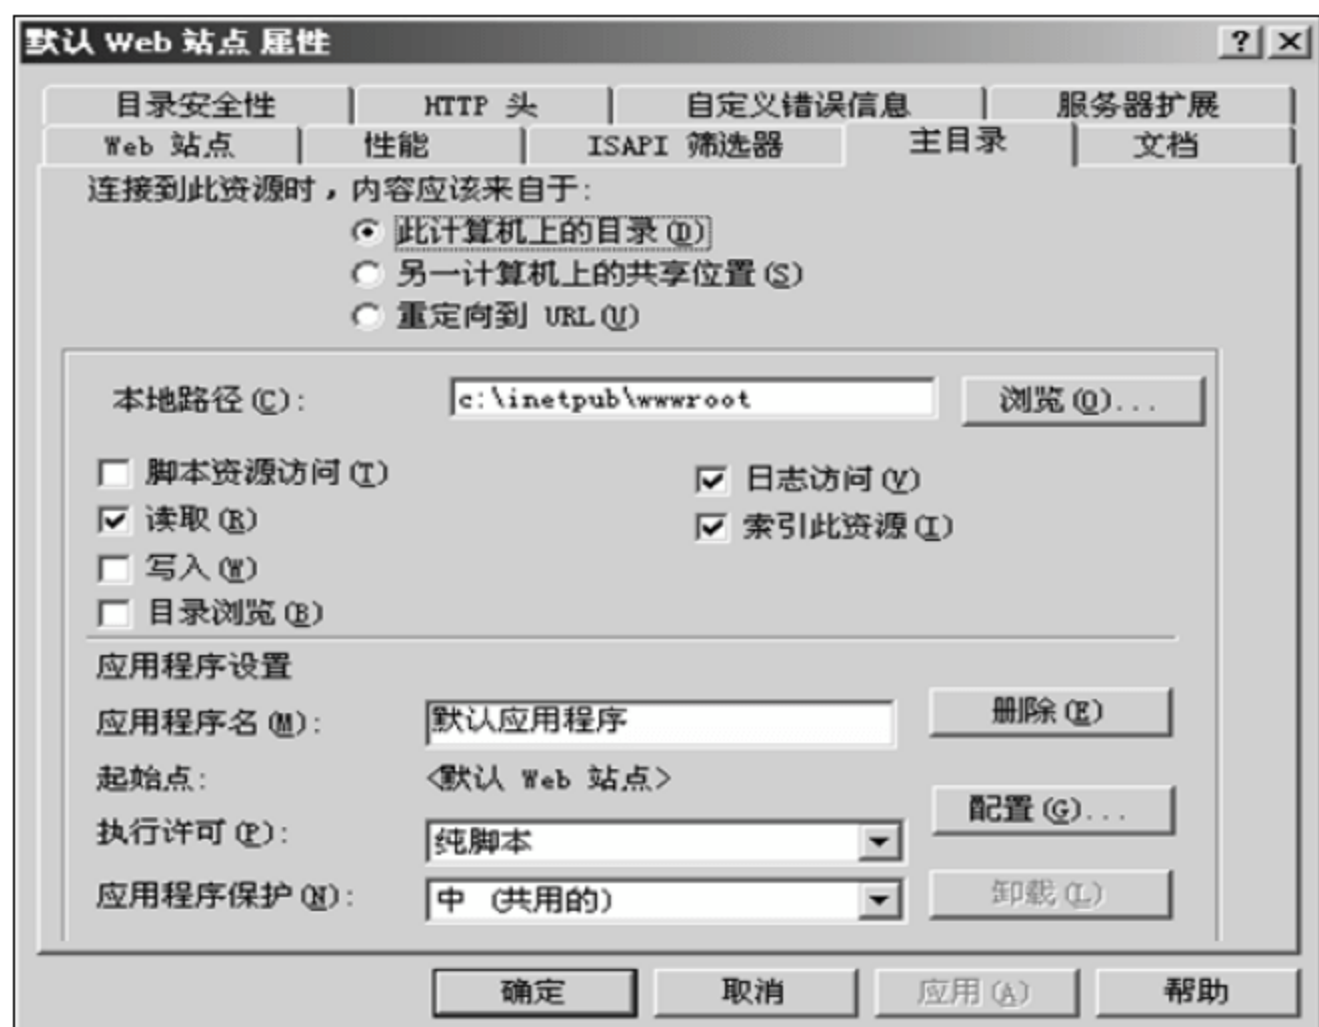 默认 Web 站点 属性
目录安全性 HTTP 头 自定义错误信息 服务器扩展
Web 站点 性能 ISAPI 筛选器 主目录 文档
连接到此资源时，内容应该来自于:
此计算机上的目录(D)
另一计算机上的共享位置(S)
重定向到 URL(U)
本地路径(C): c:\inetpub\wwwroot 浏览(O)...
脚本资源访问(T) 日志访问(V)
读取(R) 索引此资源(I)
写入(W)
目录浏览(B)
应用程序设置
应用程序名(M): 默认应用程序 删除(E)
起始点: <默认 Web 站点>
配置(G)...
执行许可(P): 纯脚本
应用程序保护(N): 中 (共用的) 卸载(L)
确定 取消 应用(A) 帮助